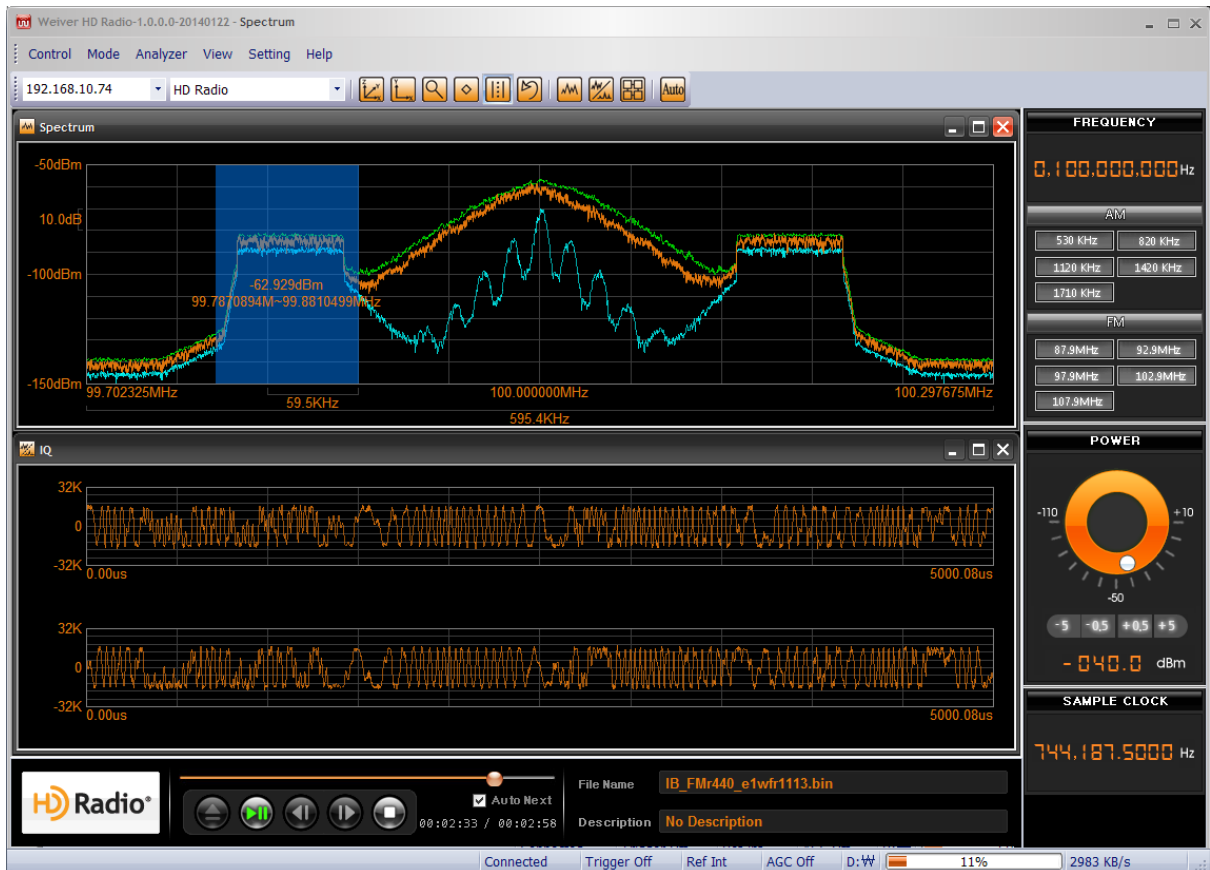 Weiver HD Radio-1.0.0.0-20140122 - Spectrum
Control Mode Analyzer View Setting Help
192.168.10.74 HD Radio Auto
Spectrum
-50dBm
10.0dB
-100dBm
-62.929dBm
99.7870894M~99.8810499MHz
-150dBm
99.702325MHz 100.000000MHz 100.297675MHz
59.5KHz
595.4KHz
IQ
32K
0
-32K
0.00us 5000.08us
32K
0
-32K
0.00us 5000.08us
FREQUENCY
0,100,000,000 Hz
AM
530 KHz 820 KHz
1120 KHz 1420 KHz
1710 KHz
FM
87.9MHz 92.9MHz
97.9MHz 102.9MHz
107.9MHz
POWER
-110 +10
-50
-5 -0,5 +0,5 +5
-040.0 dBm
SAMPLE CLOCK
744,187.5000 Hz
HD Radio®
Auto Next
00:02:33 / 00:02:58
File Name IB_FMr440_e1wfr1113.bin
Description No Description
Connected Trigger Off Ref Int AGC Off D:₩ 11% 2983 KB/s